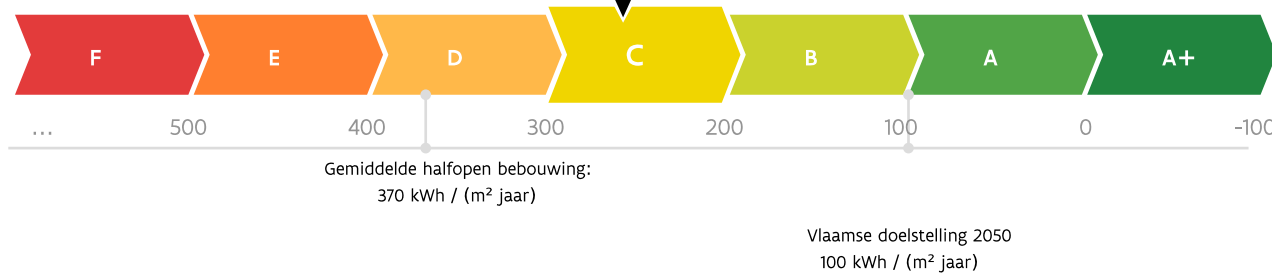 F E D C B A A+
... 500 400 300 200 100 0 -100
Gemiddelde halfopen bebouwing:
370 kWh / (m² jaar)
Vlaamse doelstelling 2050
100 kWh / (m² jaar)